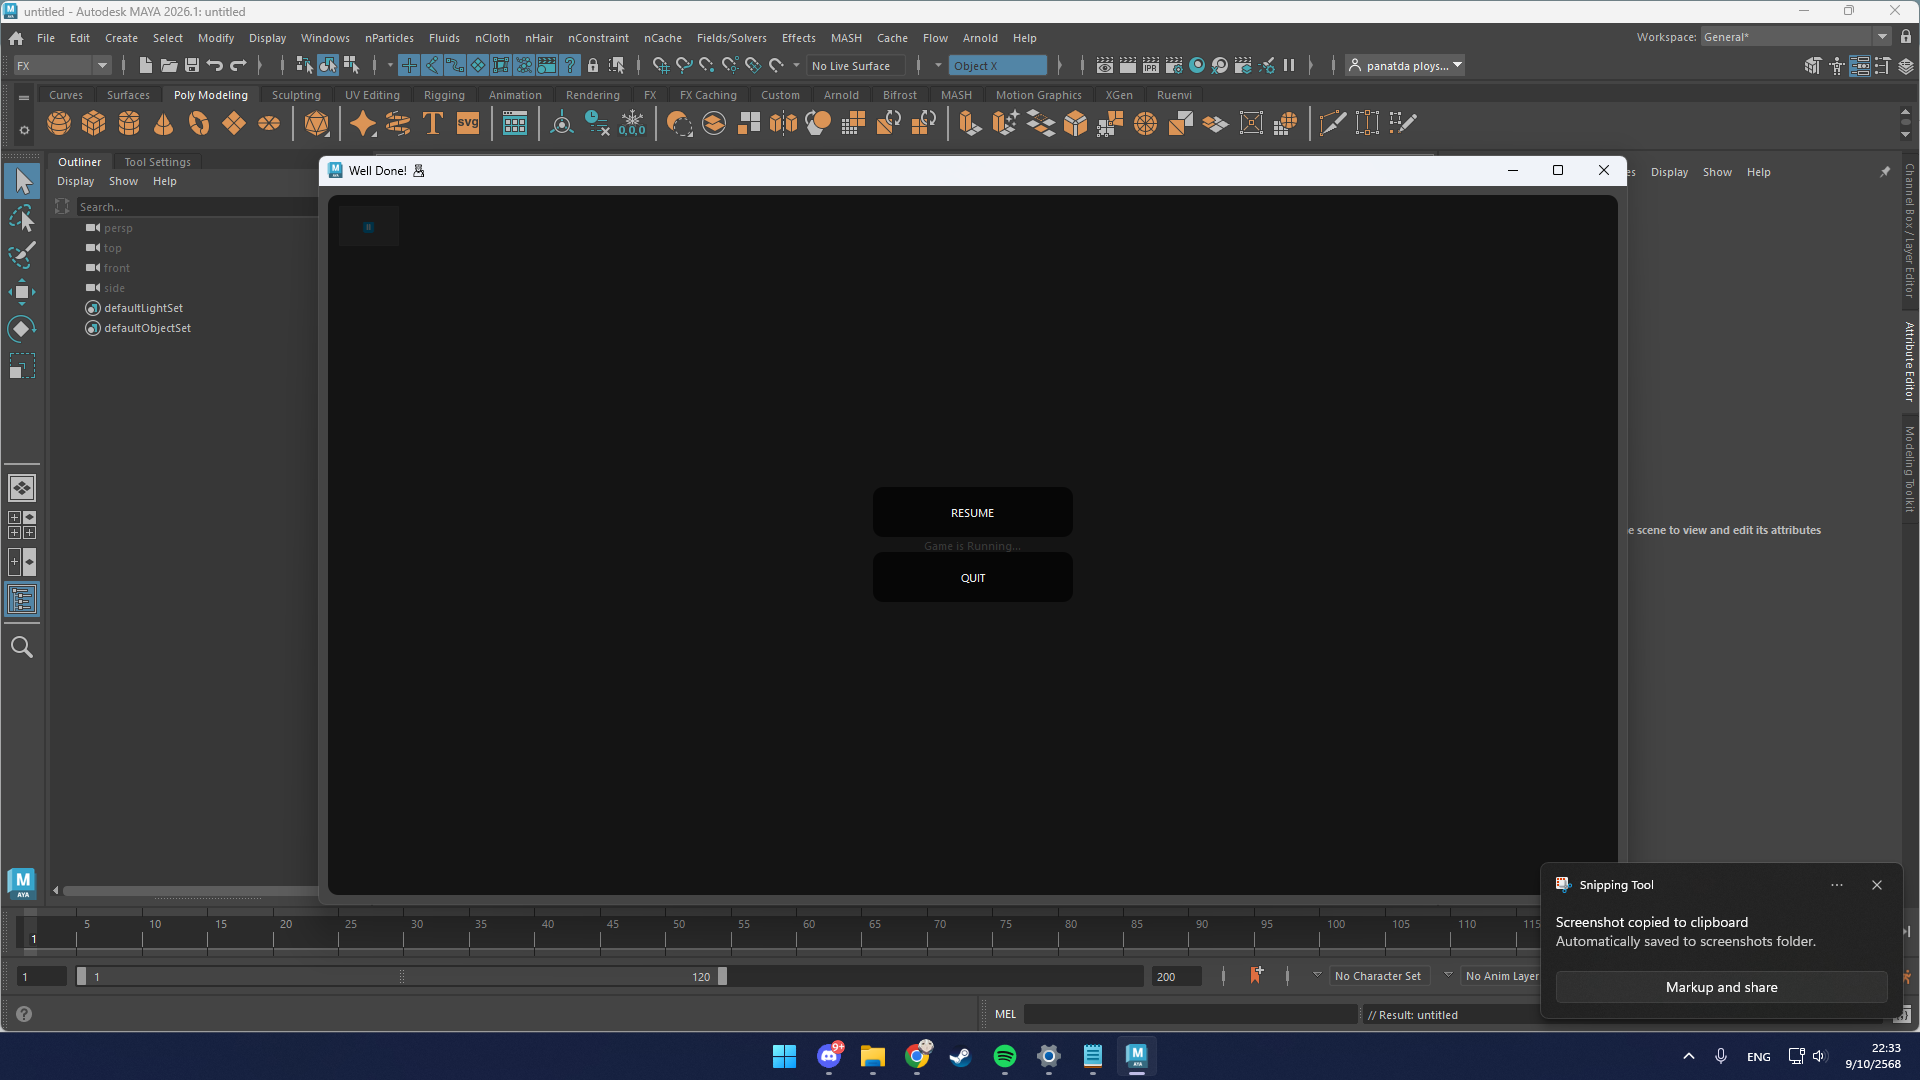 untitled - Autodesk MAYA 2026.1: untitled
File Edit Create Select Modify Display Windows nParticles Fluids nCloth nHair nConstraint nCache Fields/Solvers Effects MASH Cache Flow Arnold Help
Workspace: General*
FX
No Live Surface
Object X
panatda ploys...
Curves Surfaces Poly Modeling Sculpting UV Editing Rigging Animation Rendering FX FX Caching Custom Arnold Bifrost MASH Motion Graphics XGen Ruenvi
SVG
IPR
0,0,0
Outliner Tool Settings
Display Show Help
Search...
persp
top
front
side
defaultLightSet
defaultObjectSet
Well Done!
RESUME
Game is Running...
QUIT
es Display Show Help
e scene to view and edit its attributes
Channel Box / Layer Editor
Attribute Editor
Modeling Toolkit
M
AYA
5 10 15 20 25 30 35 40 45 50 55 60 65 70 75 80 85 90 95 100 105 110 115
1
1
1 120
200
No Character Set
No Anim Layer
MEL
// Result: untitled
Snipping Tool
Screenshot copied to clipboard
Automatically saved to screenshots folder.
Markup and share
9+
ENG
22:33
9/10/2568